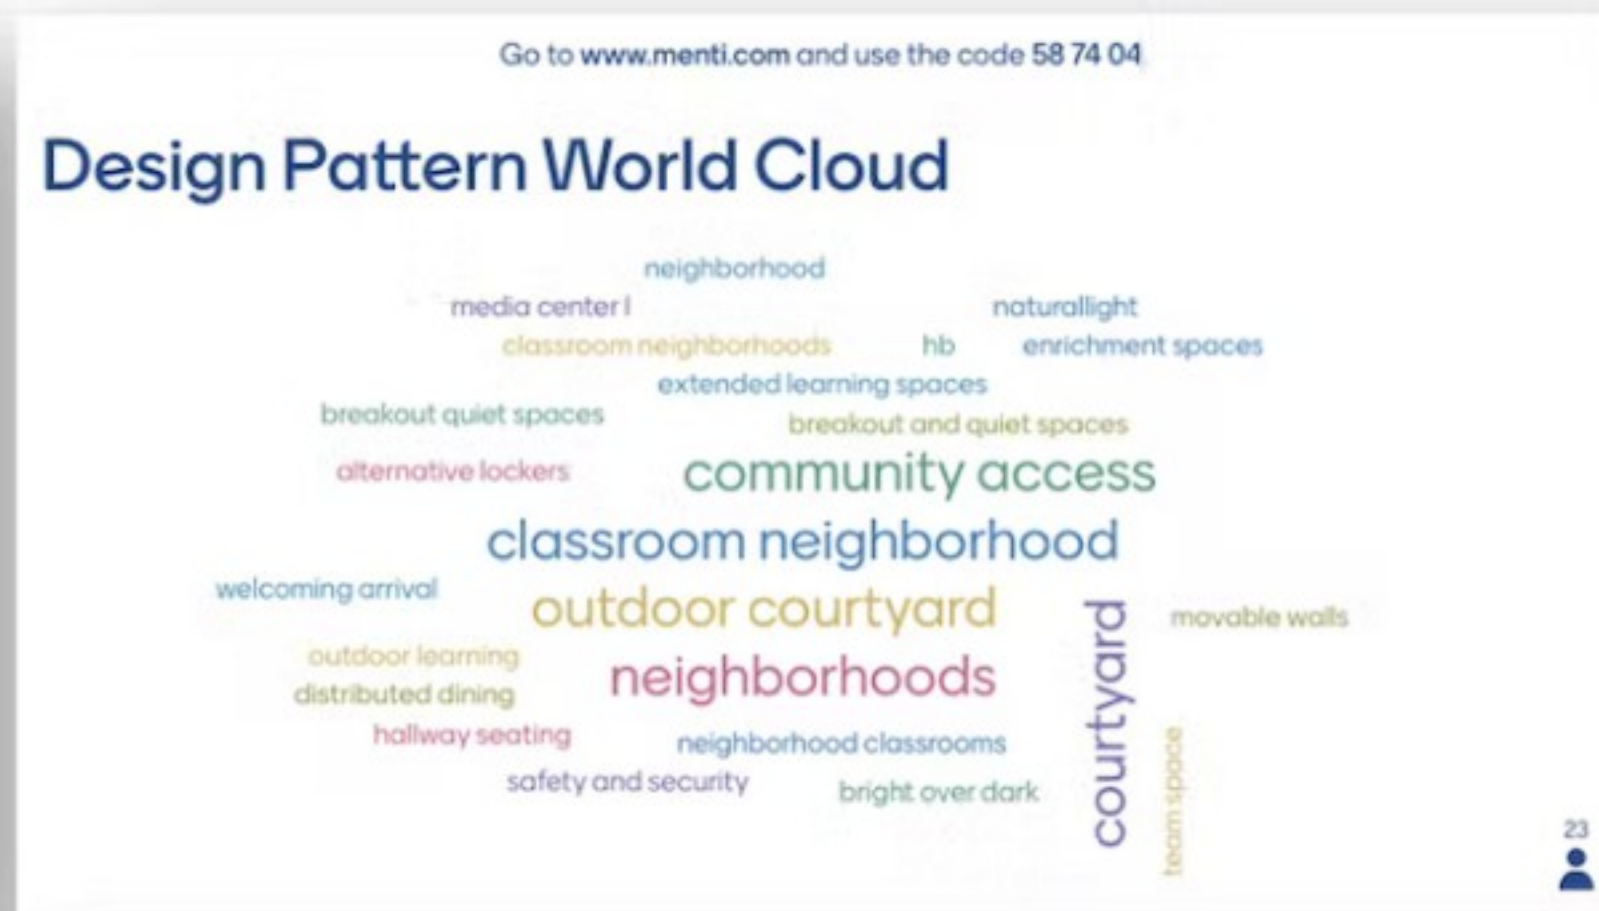 Go to www.menti.com and use the code 58 74 04
Design Pattern World Cloud
neighborhood
media center l
naturallight
classroom neighborhoods
hb
enrichment spaces
extended learning spaces
breakout quiet spaces
breakout and quiet spaces
alternative lockers
community access
classroom neighborhood
welcoming arrival
outdoor courtyard
courtyard
movable walls
outdoor learning
neighborhoods
distributed dining
hallway seating
neighborhood classrooms
team space
safety and security
bright over dark
23